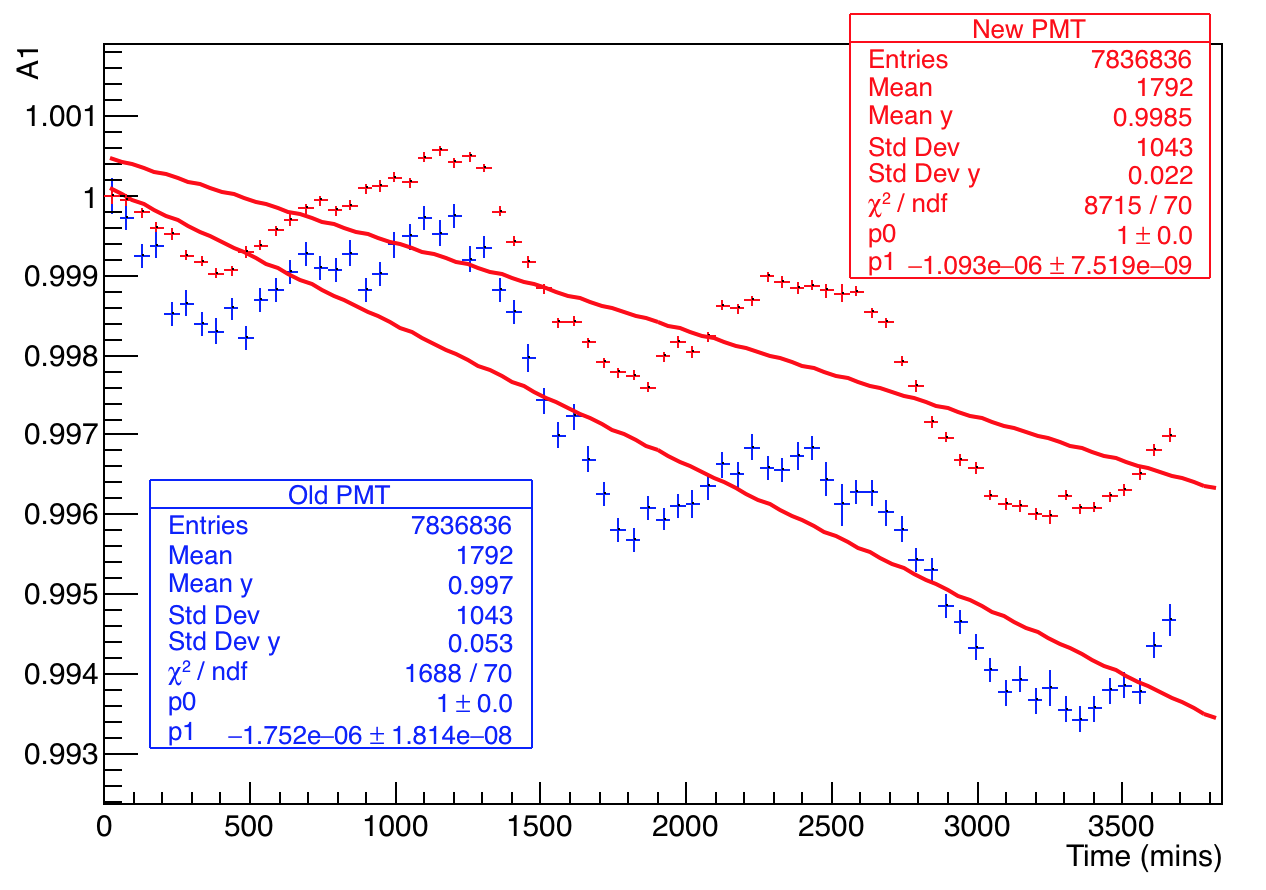 A1
1.001
1
0.999
0.998
0.997
0.996
0.995
0.994
0.993
New PMT
Entries 7836836
Mean 1792
Mean y 0.9985
Std Dev 1043
Std Dev y 0.022
χ² / ndf 8715 / 70
p0 1 ± 0.0
p1 −1.093e−06 ± 7.519e−09
Old PMT
Entries 7836836
Mean 1792
Mean y 0.997
Std Dev 1043
Std Dev y 0.053
χ² / ndf 1688 / 70
p0 1 ± 0.0
p1 −1.752e−06 ± 1.814e−08
0 500 1000 1500 2000 2500 3000 3500
Time (mins)